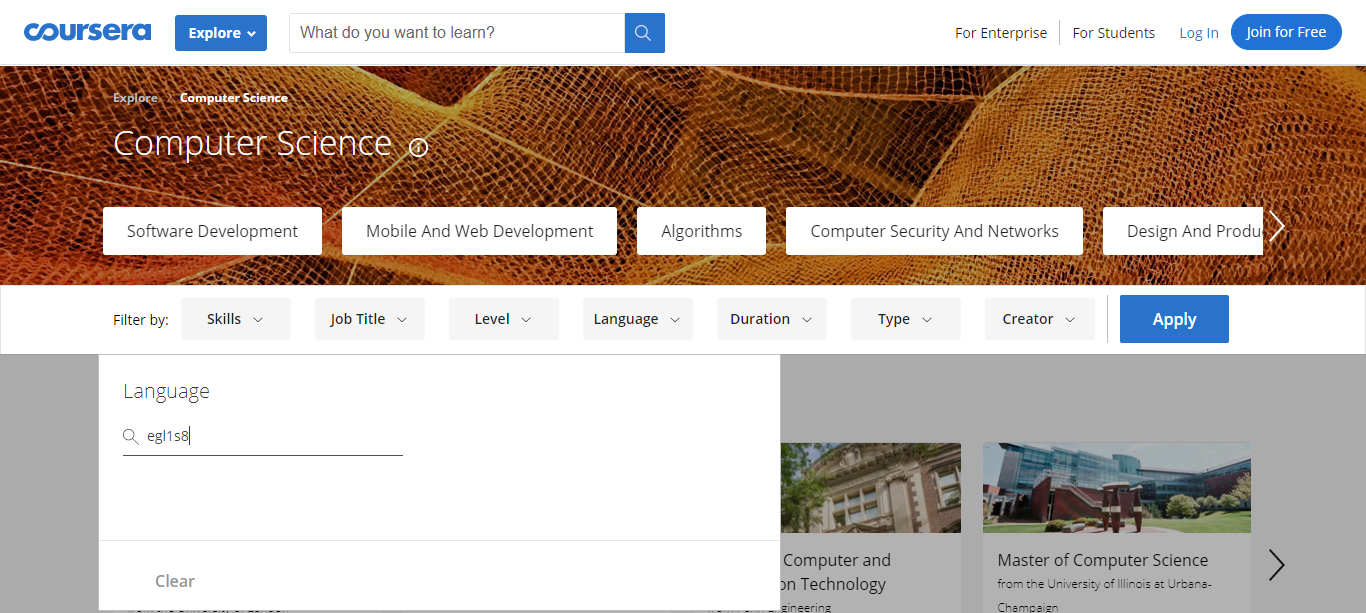 coursera
Explore
What do you want to learn?
For Enterprise
For Students
Log In
Join for Free
Explore > Computer Science
Computer Science
Software Development
Mobile And Web Development
Algorithms
Computer Security And Networks
Design And Produ
Filter by:
Skills
Job Title
Level
Language
Duration
Type
Creator
Apply
Language
egl1s8
Clear
Computer and
on Technology
Engineering
Master of Computer Science
from the University of Illinois at Urbana-
Champaign